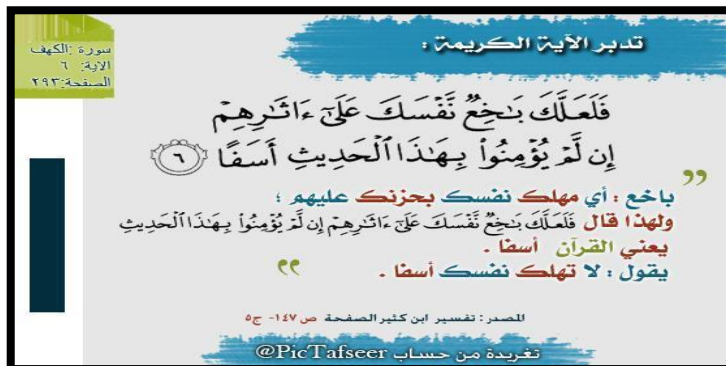 تدبر الآية الكريمة :
سورة :الكهف
الاية: ٦
الصفحة:٢٩٣
فَلَعَلَّكَ بَٰخِعٌ نَّفْسَكَ عَلَىٰٓ ءَاثَٰرِهِمْ
إِن لَّمْ يُؤْمِنُوا۟ بِهَٰذَا ٱلْحَدِيثِ أَسَفًا ٦
باخع : أي مهلك نفسك بحزنك عليهم ؛
ولهذا قال فَلَعَلَّكَ بَٰخِعٌ نَّفْسَكَ عَلَىٰٓ ءَاثَٰرِهِمْ إِن لَّمْ يُؤْمِنُوا۟ بِهَٰذَا ٱلْحَدِيثِ
يعني القرآن أسفا .
يقول : لا تهلك نفسك أسفا .
المصدر : تفسير ابن كثير الصفحة ص ١٤٧- ج٥
تغريدة من حساب PicTafseer@